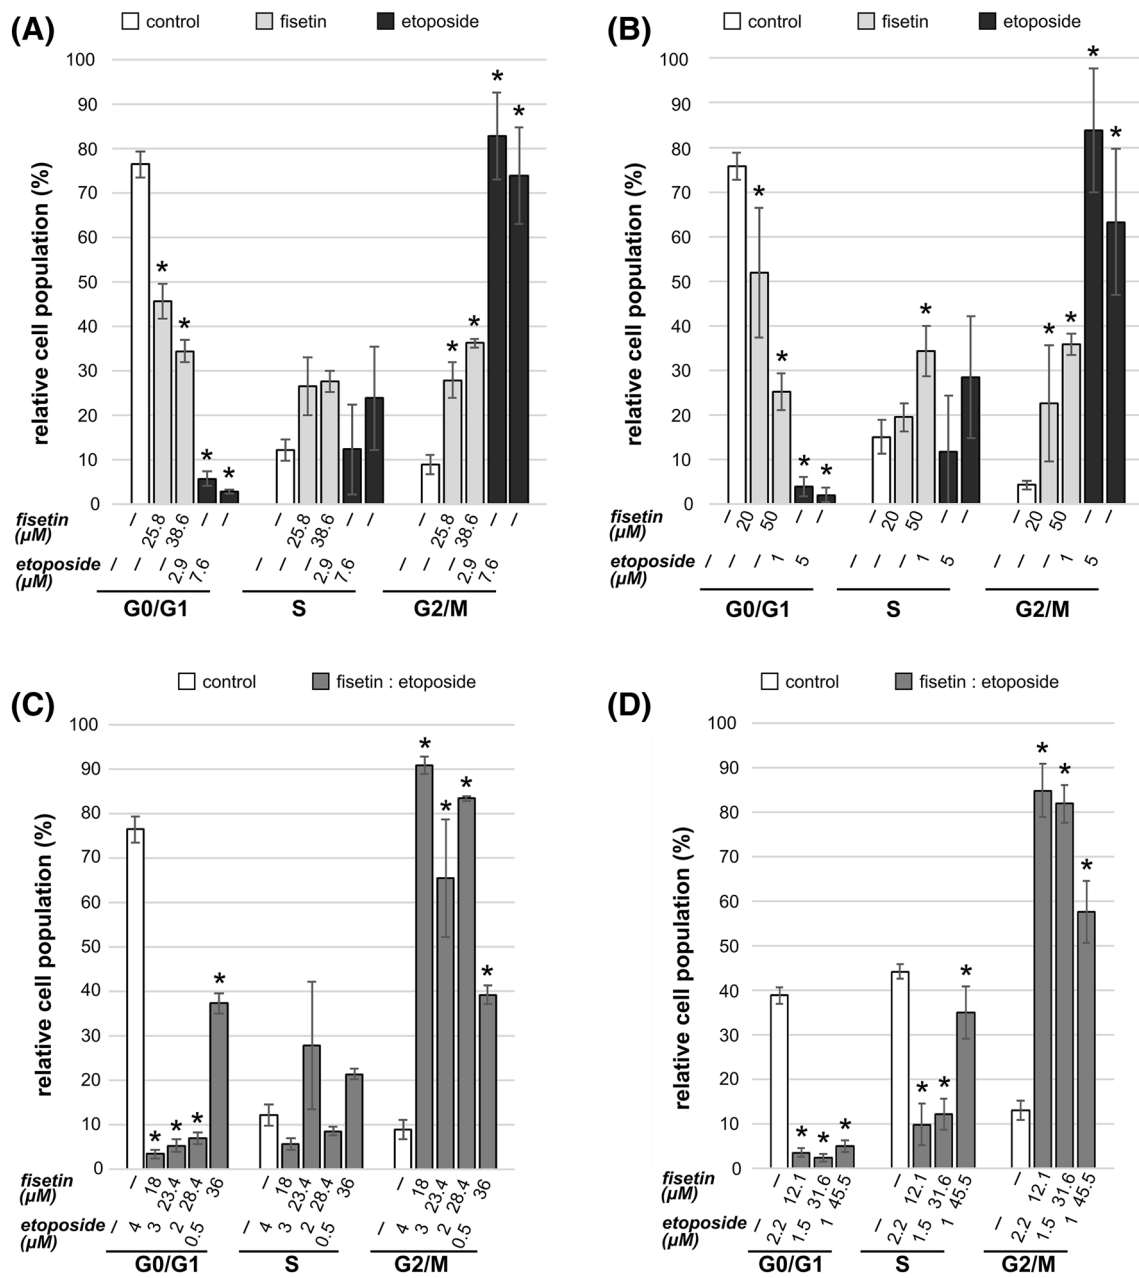 (A) control fisetin etoposide
100
90
80
70
60
50
40
30
20
10
0
relative cell population (%)
* * * * * * * *
fisetin (µM) – 25.8 38.6 – – – 25.8 38.6 – – – 25.8 38.6 – –
etoposide (µM) – – – 2.9 7.6 – – – 2.9 7.6 – – – 2.9 7.6
G0/G1 S G2/M
(B) control fisetin etoposide
100
90
80
70
60
50
40
30
20
10
0
relative cell population (%)
* * * * * * * * *
fisetin (µM) – 20 50 – – – 20 50 – – – 20 50 – –
etoposide (µM) – – – 1 5 – – – 1 5 – – – 1 5
G0/G1 S G2/M
(C) control fisetin : etoposide
100
90
80
70
60
50
40
30
20
10
0
relative cell population (%)
* * * * * * * *
fisetin (µM) – 18 23.4 28.4 36 – 18 23.4 28.4 36 – 18 23.4 28.4 36
etoposide (µM) – 4 3 2 0.5 – 4 3 2 0.5 – 4 3 2 0.5
G0/G1 S G2/M
(D) control fisetin : etoposide
100
90
80
70
60
50
40
30
20
10
0
relative cell population (%)
* * * * * * * * *
fisetin (µM) – 12.1 31.6 45.5 – 12.1 31.6 45.5 – 12.1 31.6 45.5
etoposide (µM) – 2.2 1.5 1 – 2.2 1.5 1 – 2.2 1.5 1
G0/G1 S G2/M